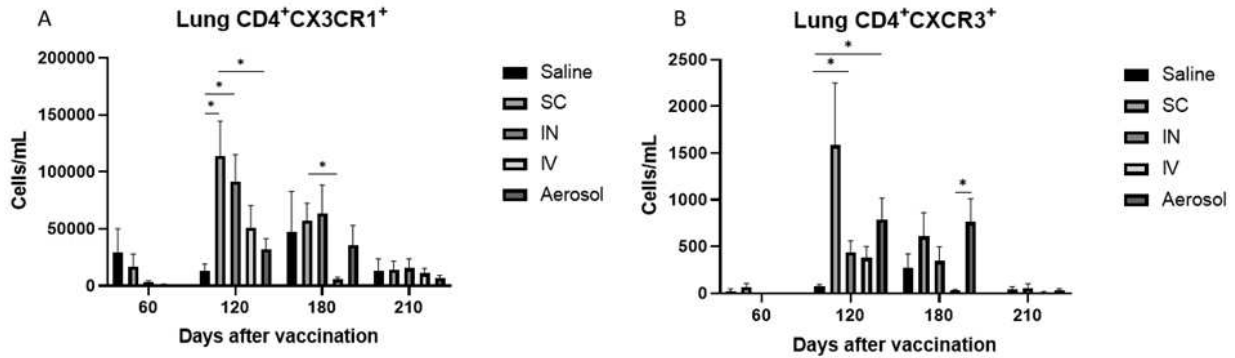 A
Lung CD4⁺CX3CR1⁺
200000
150000
100000
50000
0
Cells/mL
*
*
*
*
60
120
180
210
Days after vaccination
Saline
SC
IN
IV
Aerosol
B
Lung CD4⁺CXCR3⁺
2500
2000
1500
1000
500
0
Cells/mL
*
*
*
60
120
180
210
Days after vaccination
Saline
SC
IN
IV
Aerosol